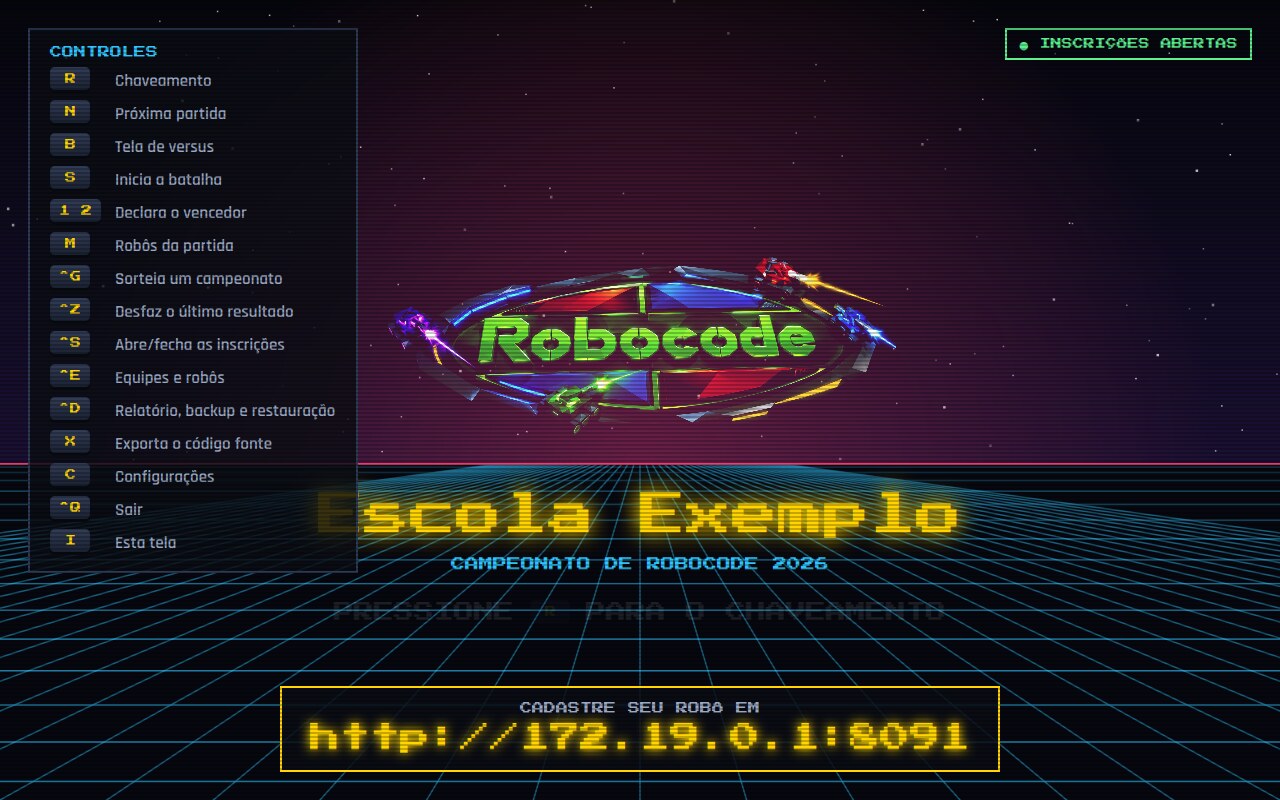 CONTROLES
R Chaveamento
N Próxima partida
B Tela de versus
S Inicia a batalha
1 2 Declara o vencedor
M Robôs da partida
^G Sorteia um campeonato
^Z Desfaz o último resultado
^S Abre/fecha as inscrições
^E Equipes e robôs
^D Relatório, backup e restauração
X Exporta o código fonte
C Configurações
^Q Sair
I Esta tela
INSCRIÇÕES ABERTAS
Robocode
Escola Exemplo
CAMPEONATO DE ROBOCODE 2026
PRESSIONE R PARA O CHAVEAMENTO
CADASTRE SEU ROBÔ EM
http://172.19.0.1:8091